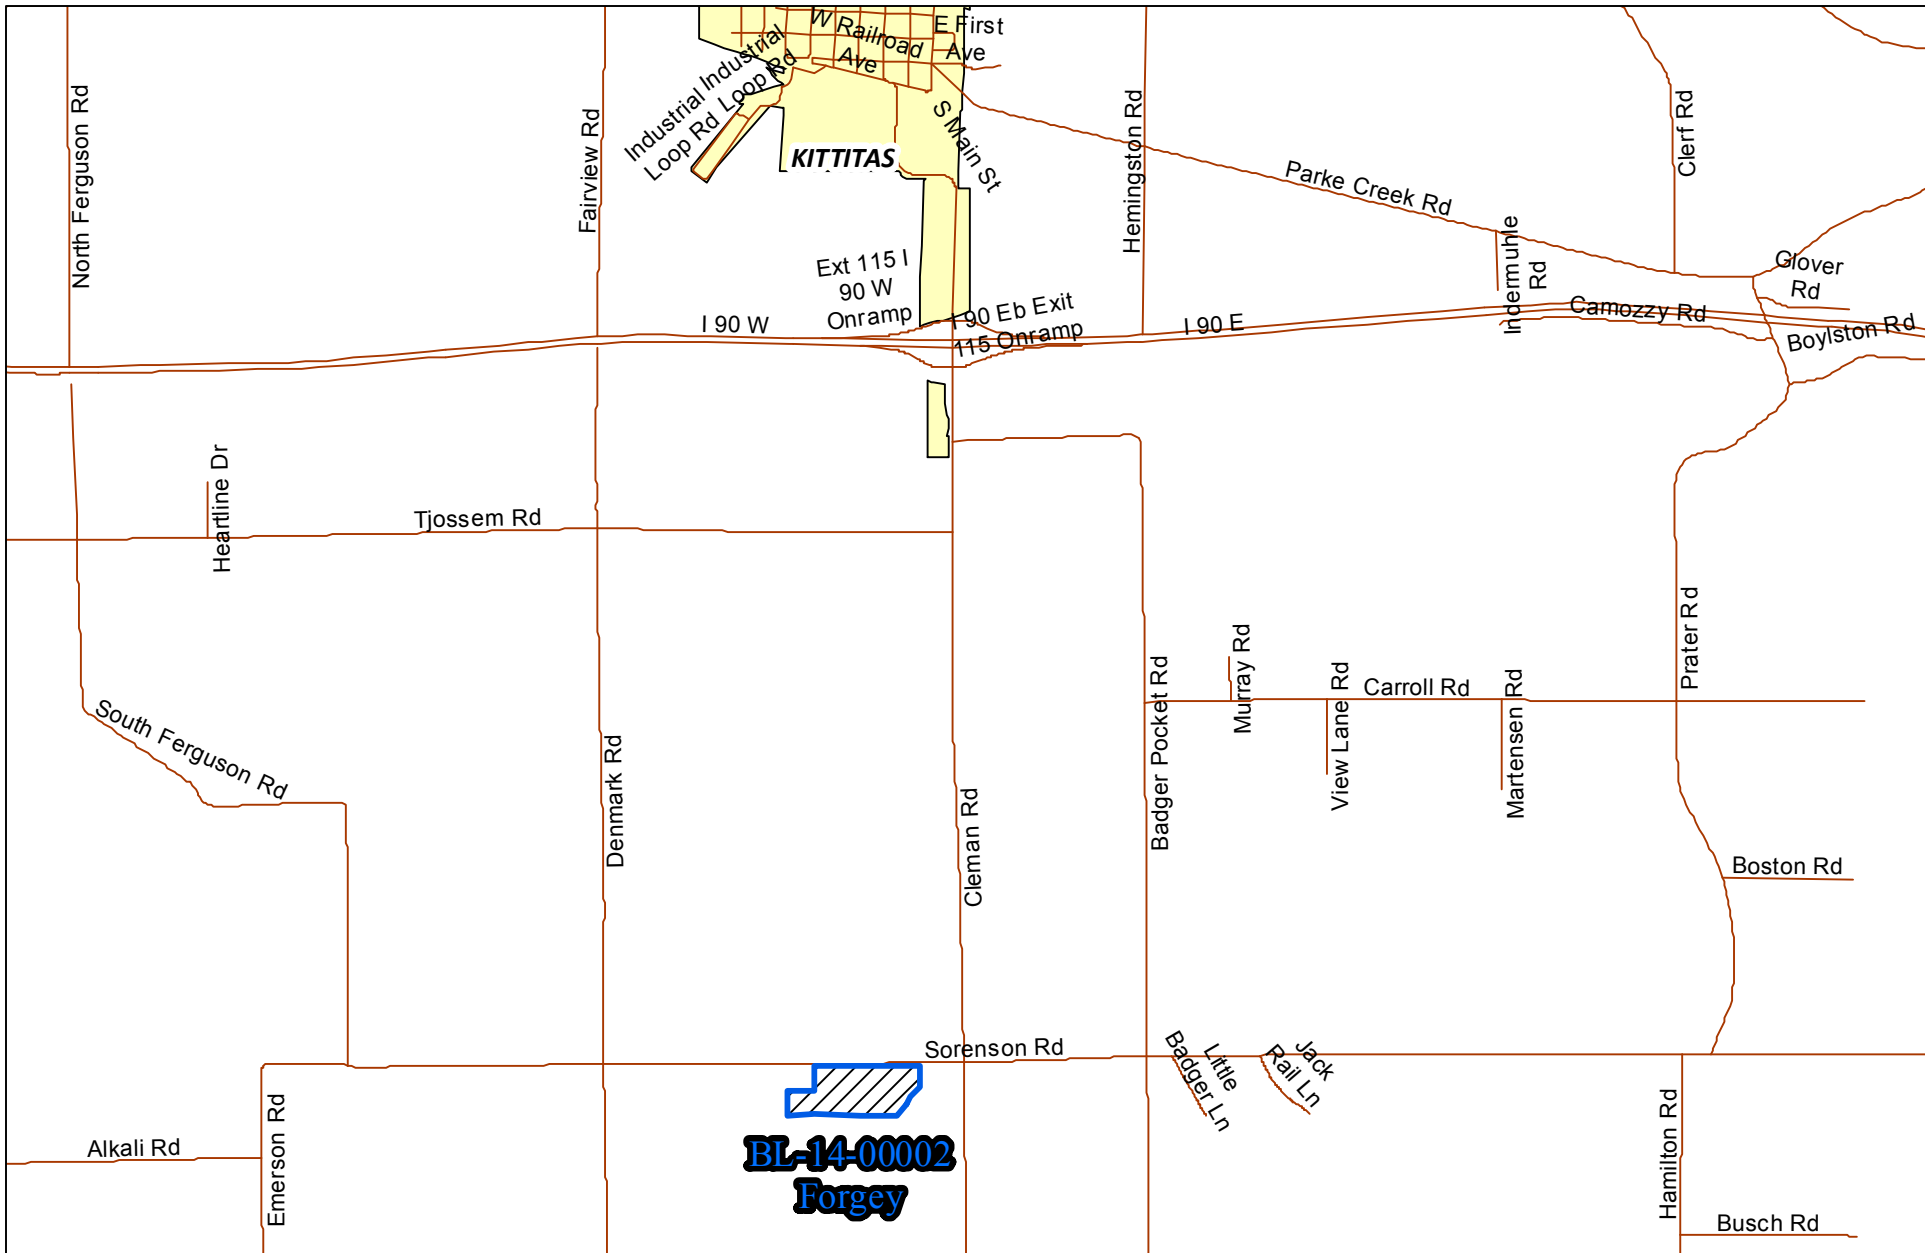 W Railroad
Ave
E First
Ave
Industrial
Loop Rd
Industrial
Loop Rd
KITTITAS
S Main St
North Ferguson Rd
Fairview Rd
Hemingston Rd
Clerf Rd
Parke Creek Rd
Indermuhle
Rd
Glover
Rd
Ext 115 I
90 W
Onramp
I 90 Eb Exit
115 Onramp
I 90 W
I 90 E
Camozzy Rd
Boylston Rd
Heartline Dr
Tjossem Rd
Prater Rd
Murray Rd
View Lane Rd
Carroll Rd
Martensen Rd
Badger Pocket Rd
South Ferguson Rd
Denmark Rd
Cleman Rd
Boston Rd
Sorenson Rd
Little
Badger Ln
Jack
Rail Ln
Alkali Rd
Emerson Rd
BL-14-00002
Forgey
Hamilton Rd
Busch Rd